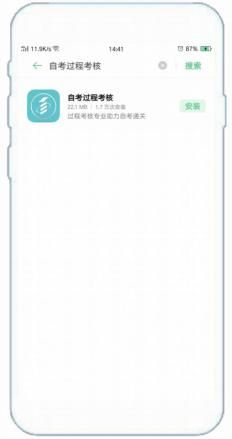 11.9K/s 14:41 87%
自考过程考核 搜索
自考过程考核
22.1 MB | 1.7 万次安装 安装
过程考核专业助力自考通关